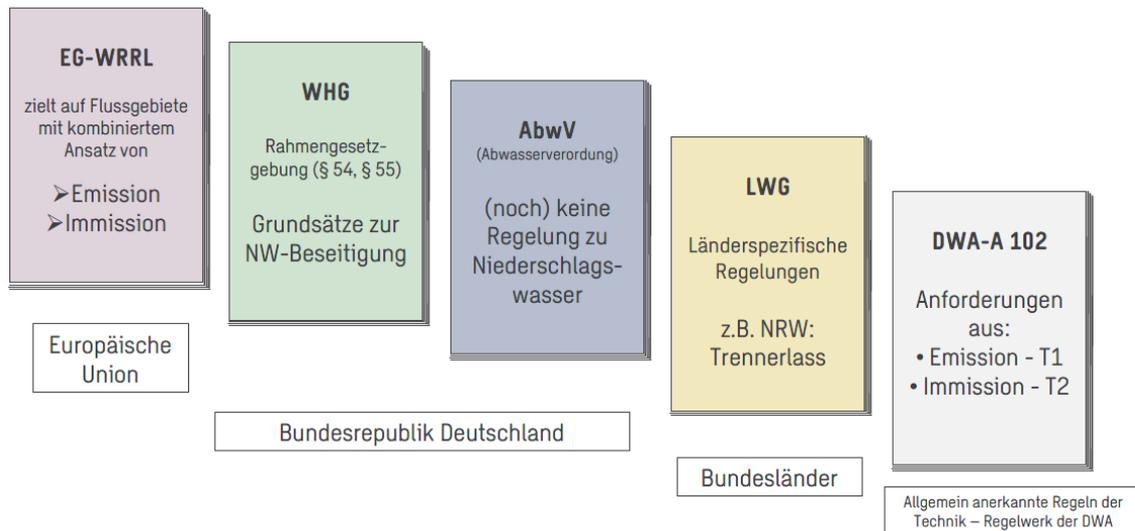 EG-WRRL
zielt auf Flussgebiete
mit kombiniertem
Ansatz von
➢Emission
➢Immission
Europäische
Union
WHG
Rahmengesetz-
gebung (§ 54, § 55)
Grundsätze zur
NW-Beseitigung
AbwV
(Abwasserverordung)
(noch) keine
Regelung zu
Niederschlags-
wasser
Bundesrepublik Deutschland
LWG
Länderspezifische
Regelungen
z.B. NRW:
Trennerlass
Bundesländer
DWA-A 102
Anforderungen
aus:
• Emission - T1
• Immission - T2
Allgemein anerkannte Regeln der
Technik – Regelwerk der DWA